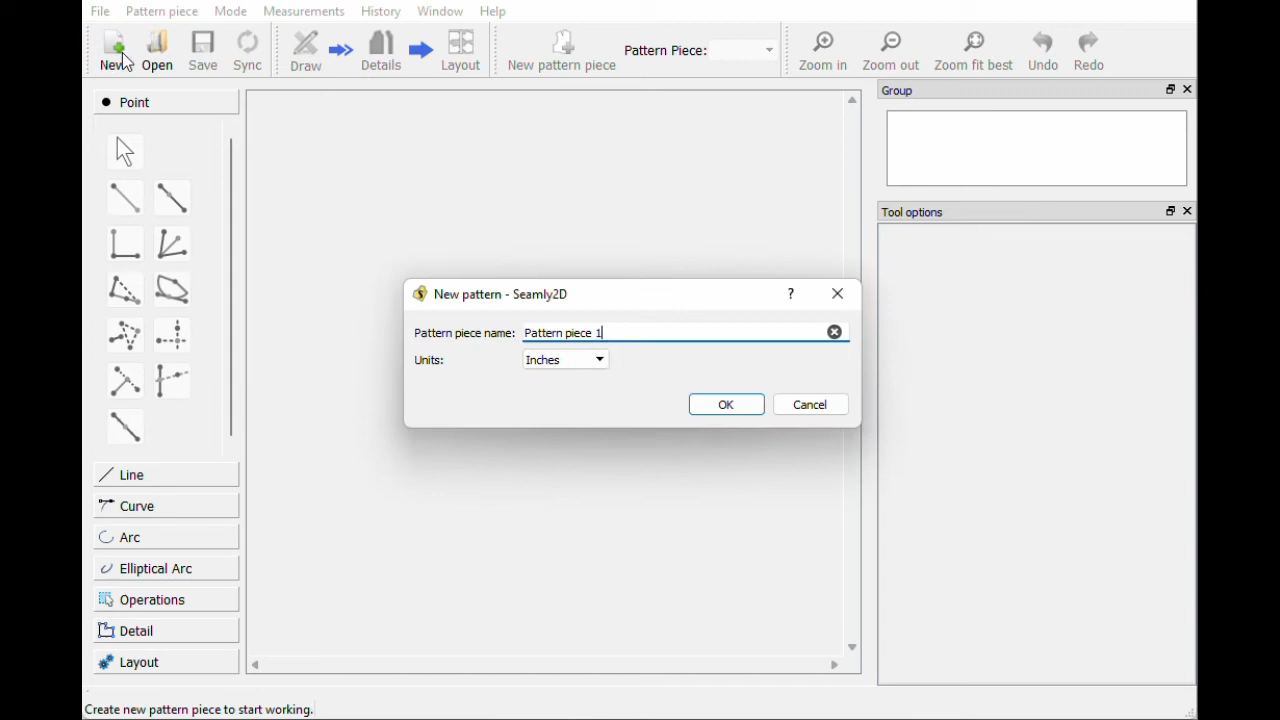 File Pattern piece Mode Measurements History Window Help
New Open Save Sync Draw Details Layout New pattern piece Pattern Piece: Zoom in Zoom out Zoom fit best Undo Redo
Point
Group
Tool options
New pattern - Seamly2D ?
Pattern piece name: Pattern piece 1
Units: Inches
OK Cancel
Line
Curve
Arc
Elliptical Arc
Operations
Detail
Layout
Create new pattern piece to start working.